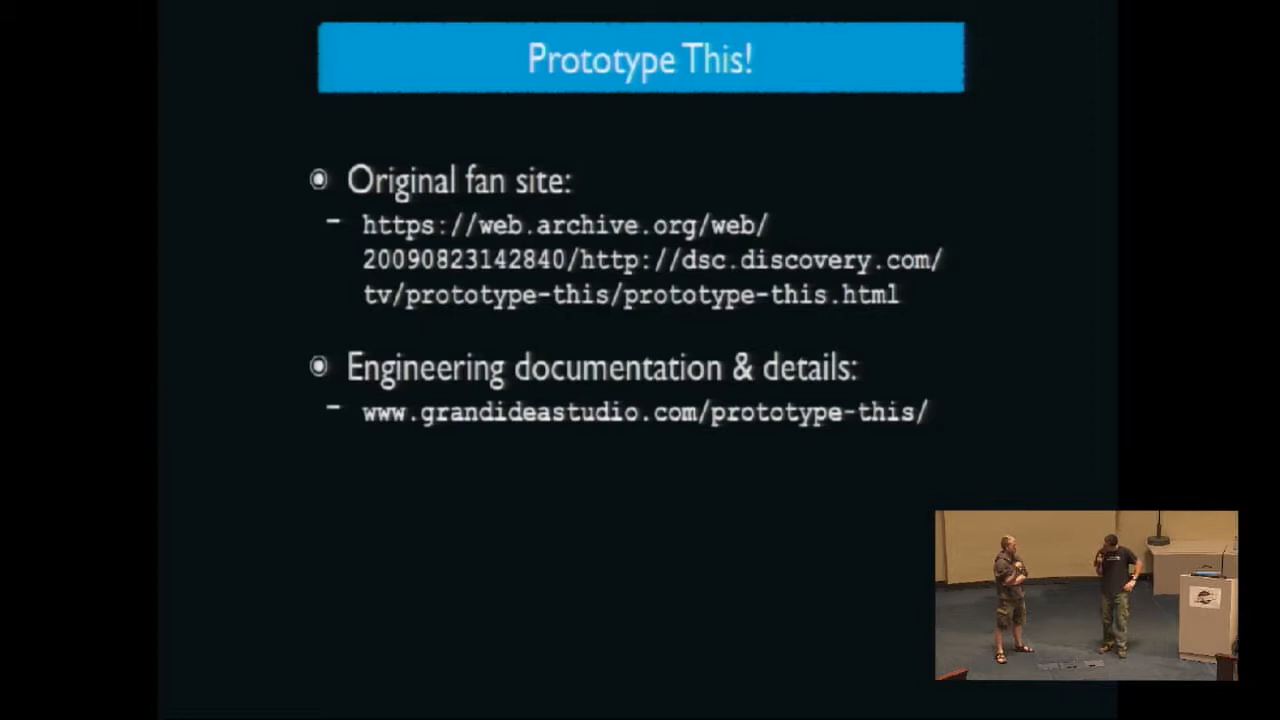 Prototype This!
Original fan site:
– https://web.archive.org/web/
20090823142840/http://dsc.discovery.com/
tv/prototype-this/prototype-this.html
Engineering documentation & details:
– www.grandideastudio.com/prototype-this/